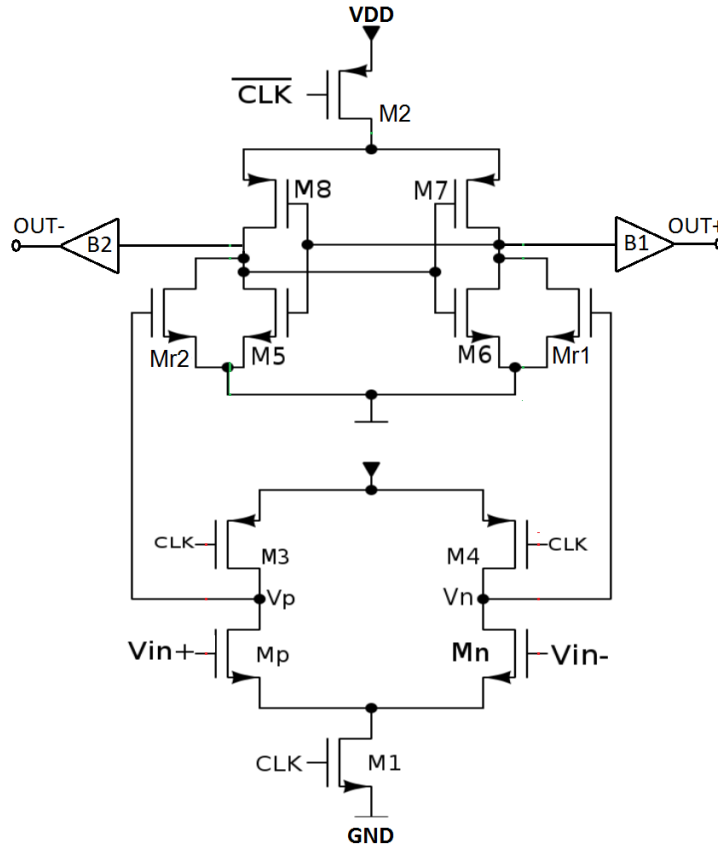 VDD
C̅L̅K̅
M2
M8
M7
OUT-
B2
B1
OUT+
Mr2
M5
M6
Mr1
CLK
M3
M4
CLK
Vp
Vn
Vin+
Mp
Mn
Vin-
CLK
M1
GND